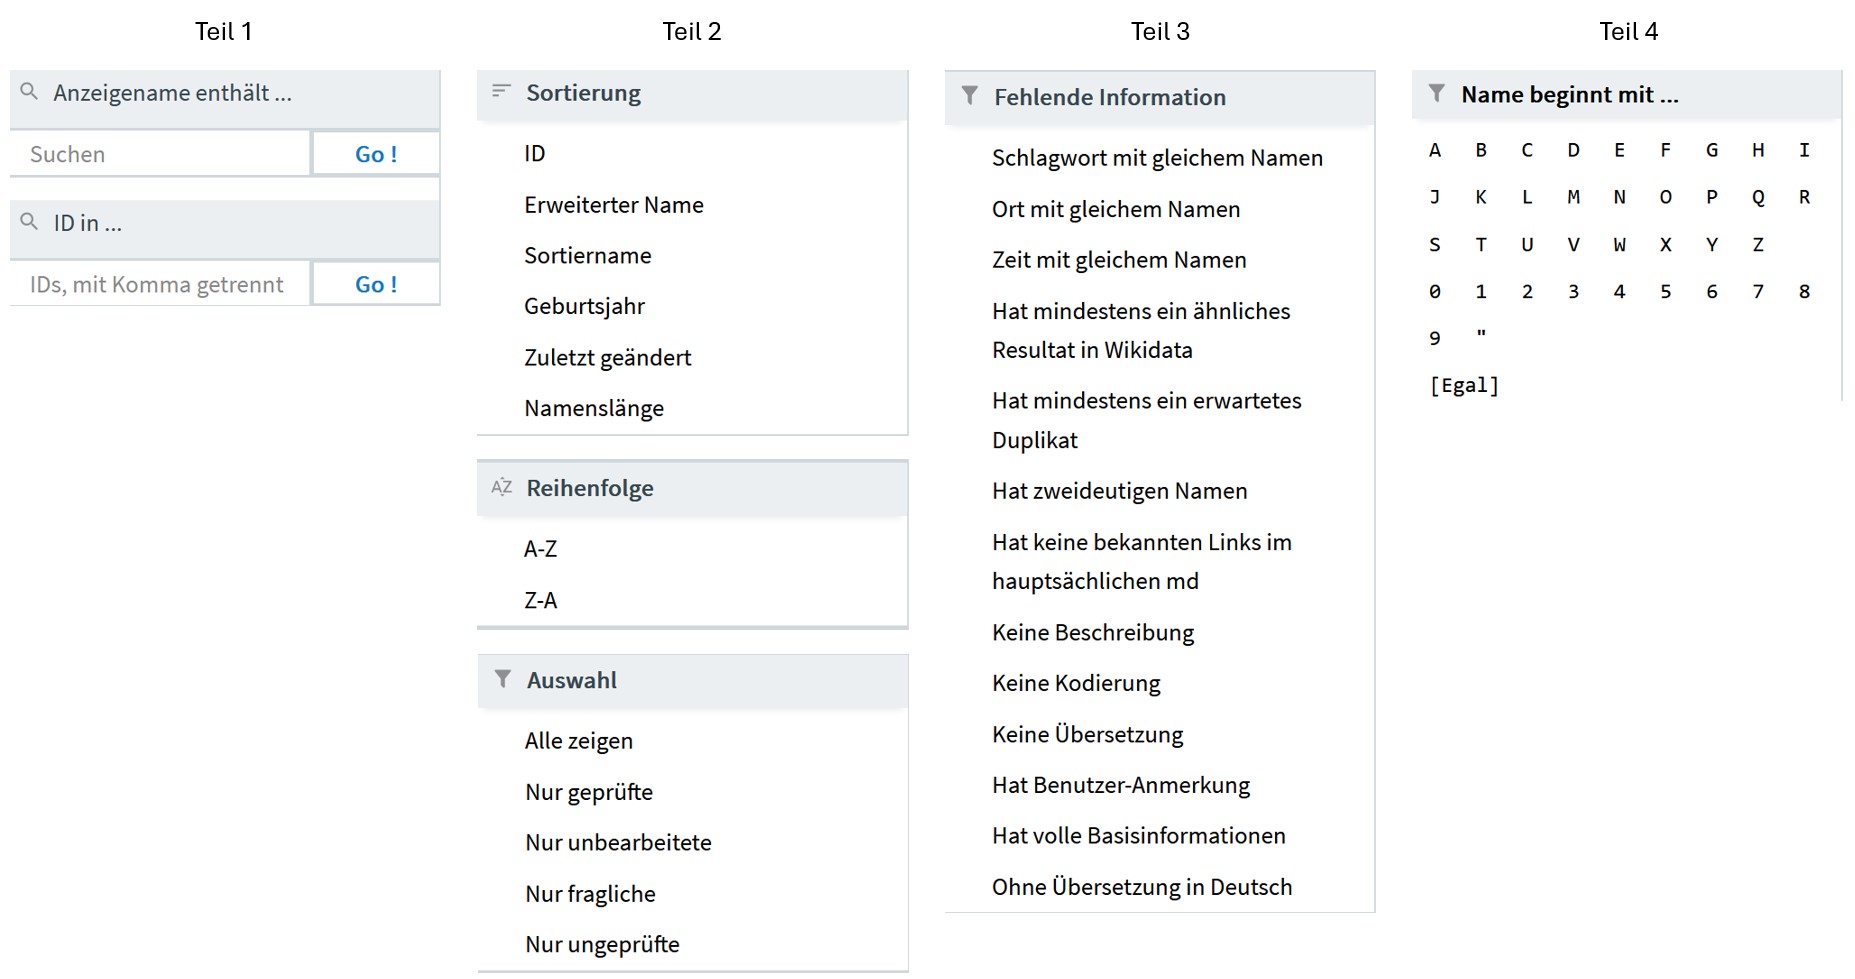 Teil 1
Anzeigename enthält ...
Suchen
Go !
ID in ...
IDs, mit Komma getrennt
Go !
Teil 2
Sortierung
ID
Erweiterter Name
Sortiername
Geburtsjahr
Zuletzt geändert
Namenslänge
Reihenfolge
A-Z
Z-A
Auswahl
Alle zeigen
Nur geprüfte
Nur unbearbeitete
Nur fragliche
Nur ungeprüfte
Teil 3
Fehlende Information
Schlagwort mit gleichem Namen
Ort mit gleichem Namen
Zeit mit gleichem Namen
Hat mindestens ein ähnliches
Resultat in Wikidata
Hat mindestens ein erwartetes
Duplikat
Hat zweideutigen Namen
Hat keine bekannten Links im
hauptsächlichen md
Keine Beschreibung
Keine Kodierung
Keine Übersetzung
Hat Benutzer-Anmerkung
Hat volle Basisinformationen
Ohne Übersetzung in Deutsch
Teil 4
Name beginnt mit ...
A B C D E F G H I
J K L M N O P Q R
S T U V W X Y Z
0 1 2 3 4 5 6 7 8
9 "
[Egal]